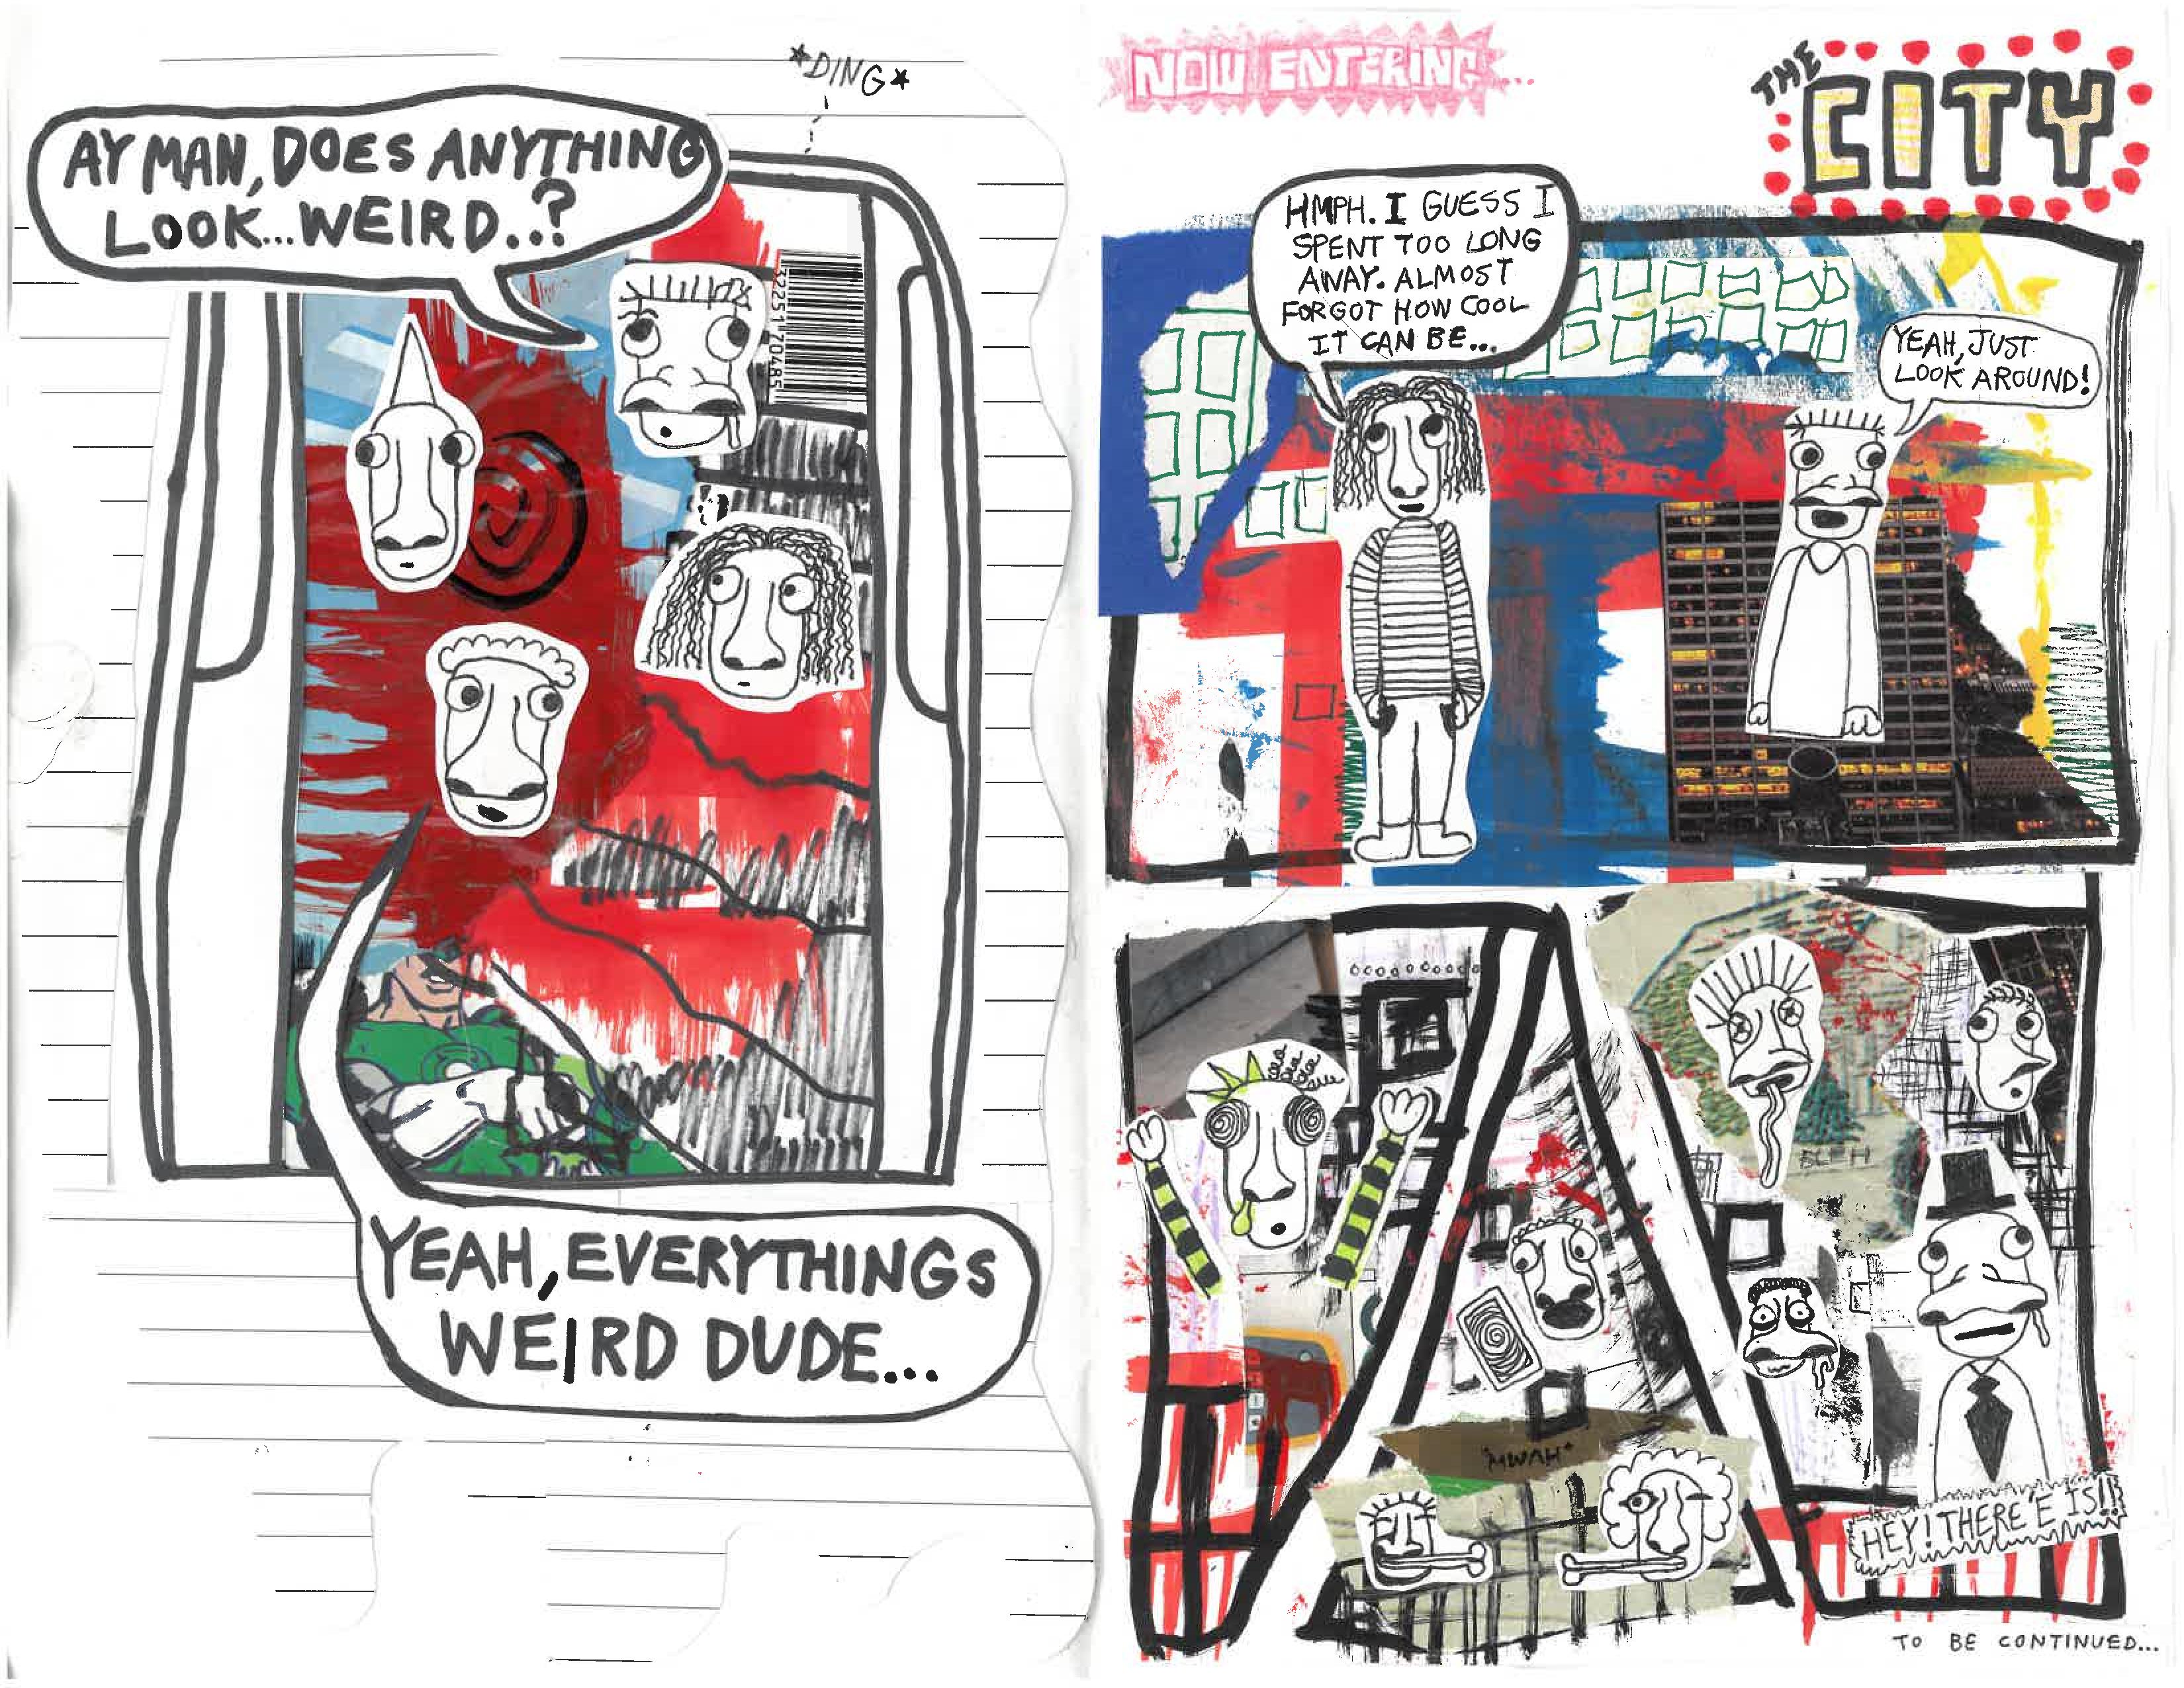 *DING*
AY MAN, DOES ANYTHING
LOOK...WEIRD..?
32251 70485
YEAH, EVERYTHINGS
WEIRD DUDE...
NOW ENTERING...
THE
CITY
HMPH. I GUESS I
SPENT TOO LONG
AWAY. ALMOST
FORGOT HOW COOL
IT CAN BE...
YEAH, JUST
LOOK AROUND!
BLEH
*MWAH*
HEY! THERE'E IS!!
TO BE CONTINUED...